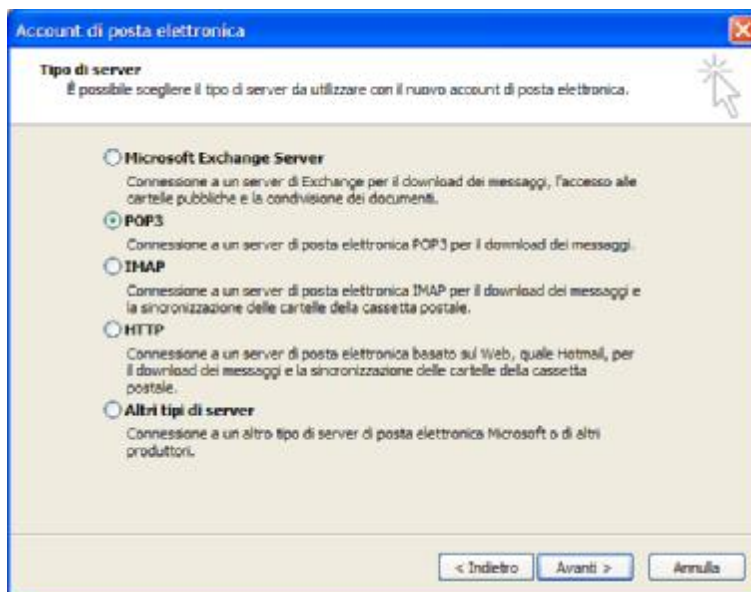 Account di posta elettronica
Tipo di server
È possibile scegliere il tipo di server da utilizzare con il nuovo account di posta elettronica.
Microsoft Exchange Server
Connessione a un server di Exchange per il download dei messaggi, l'accesso alle
cartelle pubbliche e la condivisione dei documenti.
POP3
Connessione a un server di posta elettronica POP3 per il download dei messaggi.
IMAP
Connessione a un server di posta elettronica IMAP per il download dei messaggi e
la sincronizzazione delle cartelle della cassetta postale.
HTTP
Connessione a un server di posta elettronica basato sul Web, quale Hotmail, per
il download dei messaggi e la sincronizzazione delle cartelle della cassetta
postale.
Altri tipi di server
Connessione a un altro tipo di server di posta elettronica Microsoft o di altri
produttori.
< Indietro Avanti > Annulla